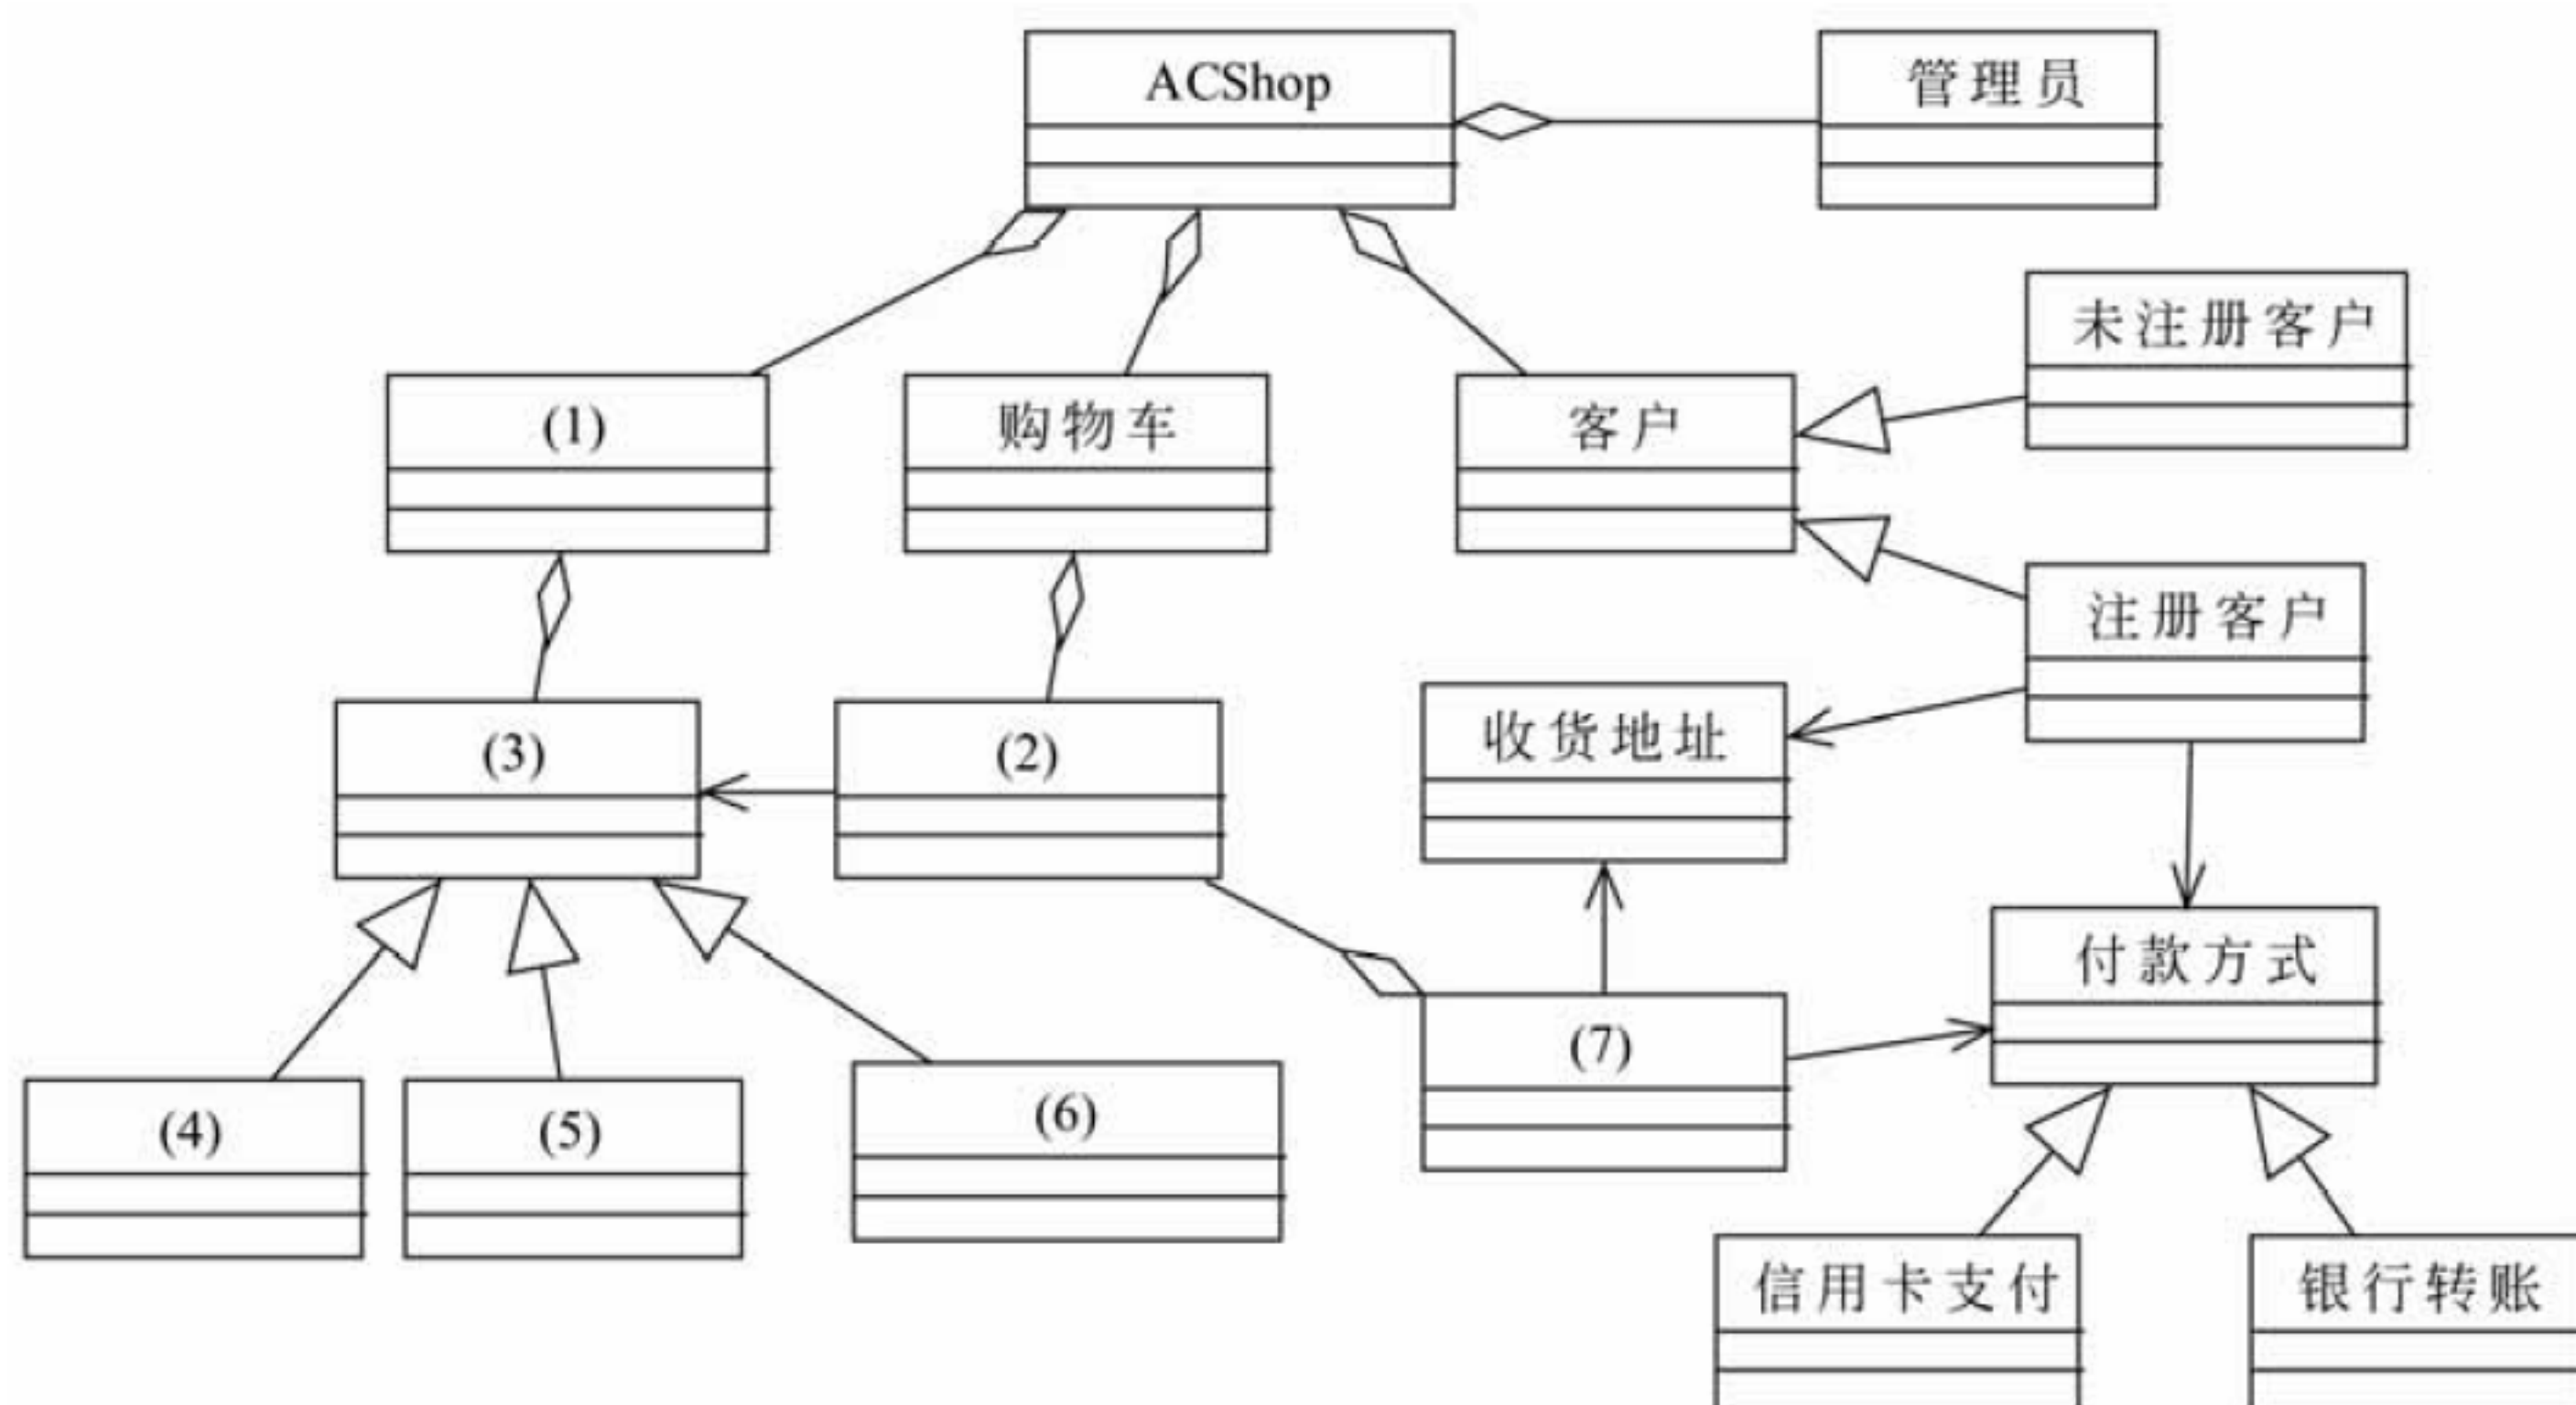 ACShop
管理员
未注册客户
(1)
购物车
客户
注册客户
(3)
(2)
收货地址
付款方式
(4)
(5)
(6)
(7)
信用卡支付
银行转账